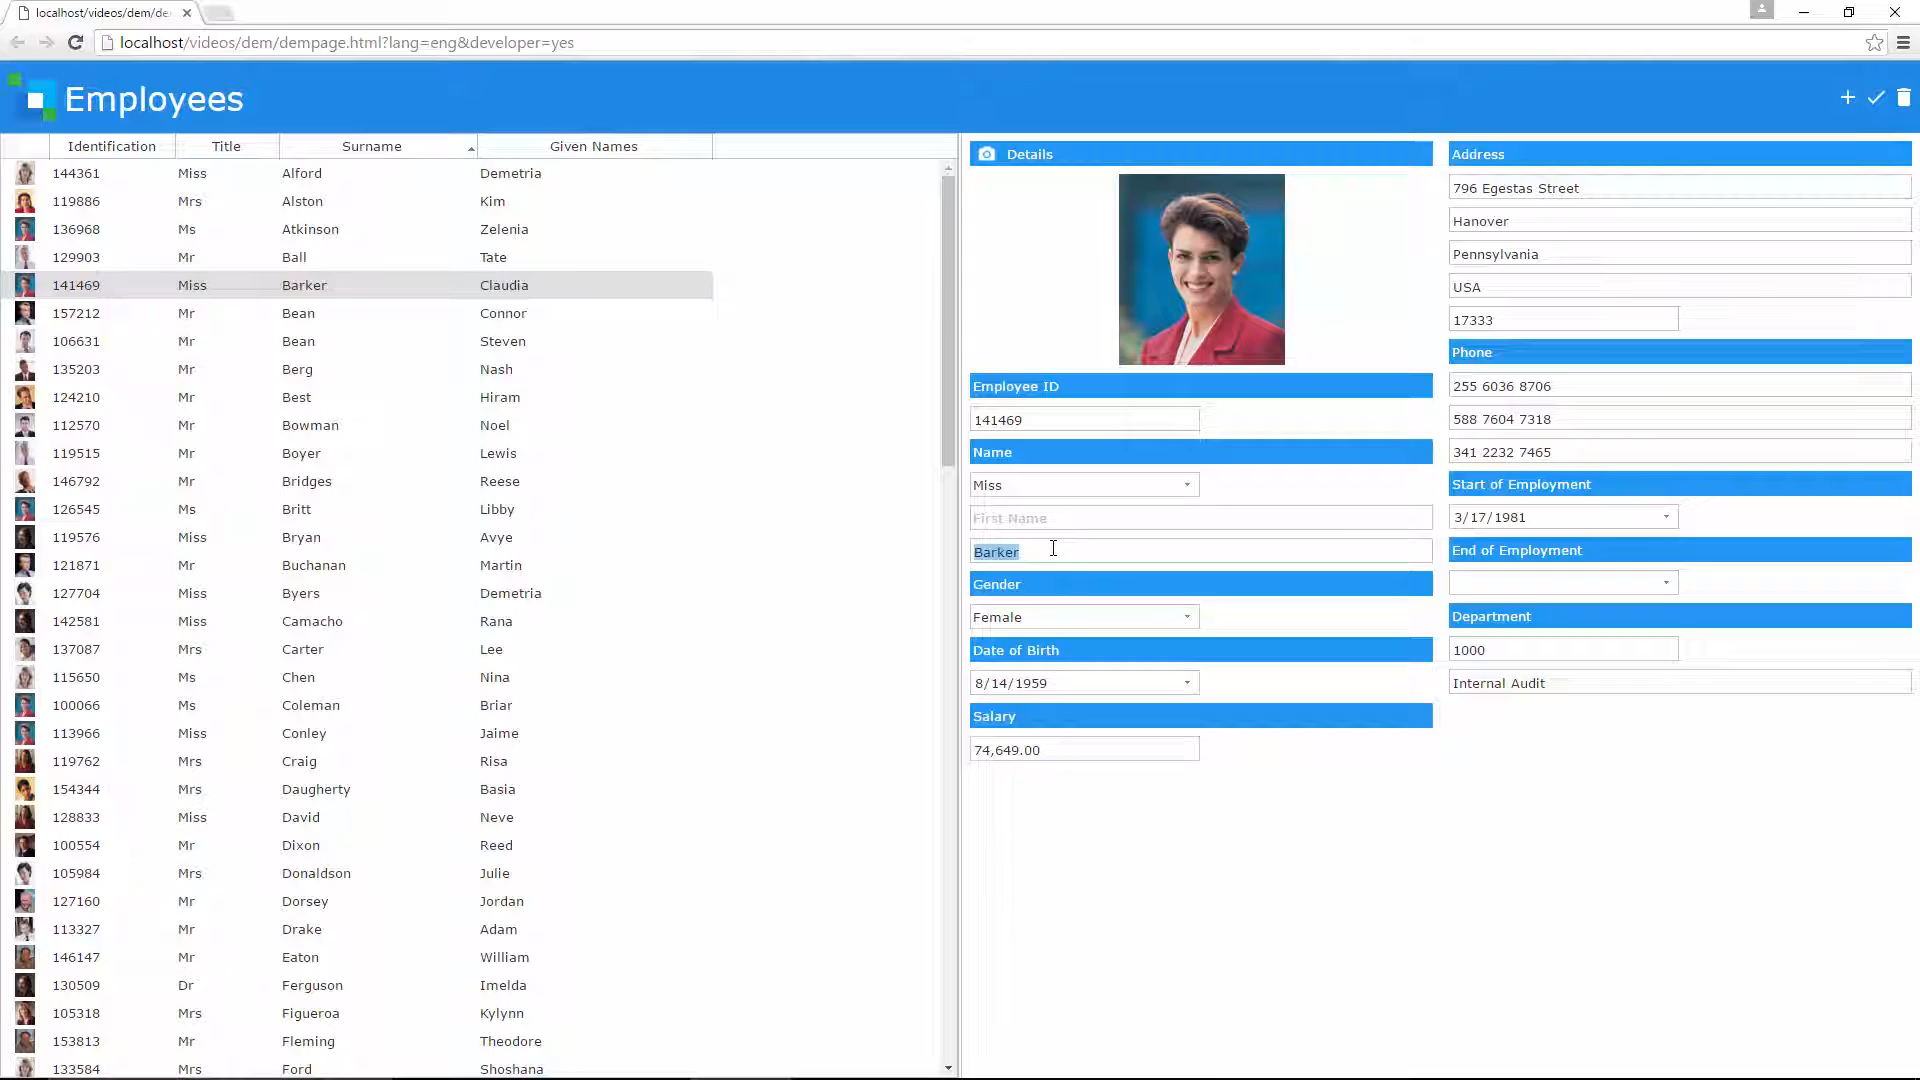 localhost/videos/dem/de
localhost/videos/dem/dempage.html?lang=eng&developer=yes
Employees
Identification Title Surname Given Names
144361 Miss Alford Demetria
119886 Mrs Alston Kim
136968 Ms Atkinson Zelenia
129903 Mr Ball Tate
141469 Miss Barker Claudia
157212 Mr Bean Connor
106631 Mr Bean Steven
135203 Mr Berg Nash
124210 Mr Best Hiram
112570 Mr Bowman Noel
119515 Mr Boyer Lewis
146792 Mr Bridges Reese
126545 Ms Britt Libby
119576 Miss Bryan Avye
121871 Mr Buchanan Martin
127704 Miss Byers Demetria
142581 Miss Camacho Rana
137087 Mrs Carter Lee
115650 Ms Chen Nina
100066 Ms Coleman Briar
113966 Miss Conley Jaime
119762 Mrs Craig Risa
154344 Mrs Daugherty Basia
128833 Miss David Neve
100554 Mr Dixon Reed
105984 Mrs Donaldson Julie
127160 Mr Dorsey Jordan
113327 Mr Drake Adam
146147 Mr Eaton William
130509 Dr Ferguson Imelda
105318 Mrs Figueroa Kylynn
153813 Mr Fleming Theodore
133584 Mrs Ford Shoshana
Details
Employee ID
141469
Name
Miss
First Name
Barker
Gender
Female
Date of Birth
8/14/1959
Salary
74,649.00
Address
796 Egestas Street
Hanover
Pennsylvania
USA
17333
Phone
255 6036 8706
588 7604 7318
341 2232 7465
Start of Employment
3/17/1981
End of Employment
Department
1000
Internal Audit